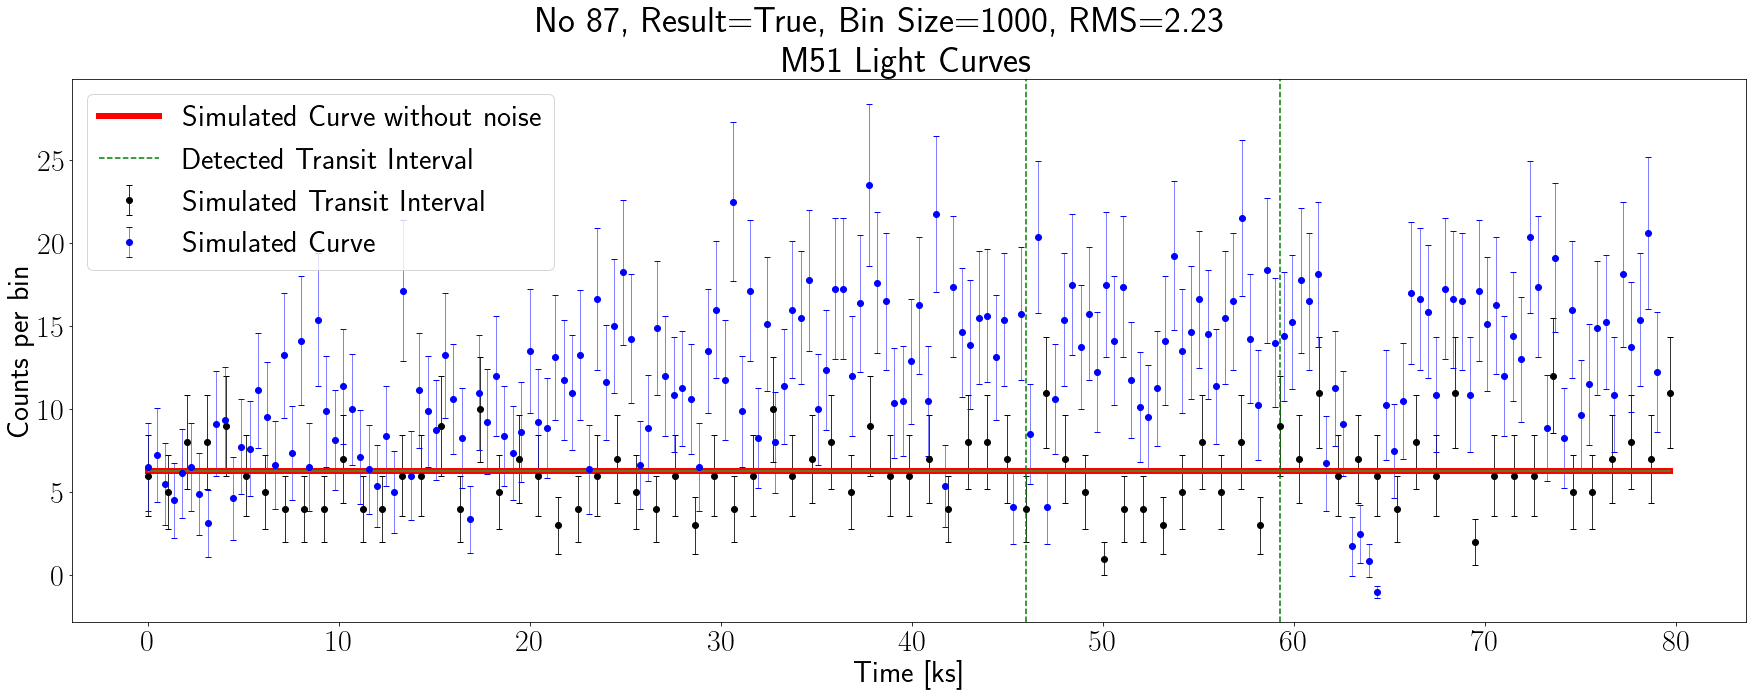 No 87, Result=True, Bin Size=1000, RMS=2.23
M51 Light Curves
Simulated Curve without noise
Detected Transit Interval
Simulated Transit Interval
Simulated Curve
25
20
15
10
5
0
Counts per bin
0 10 20 30 40 50 60 70 80
Time [ks]